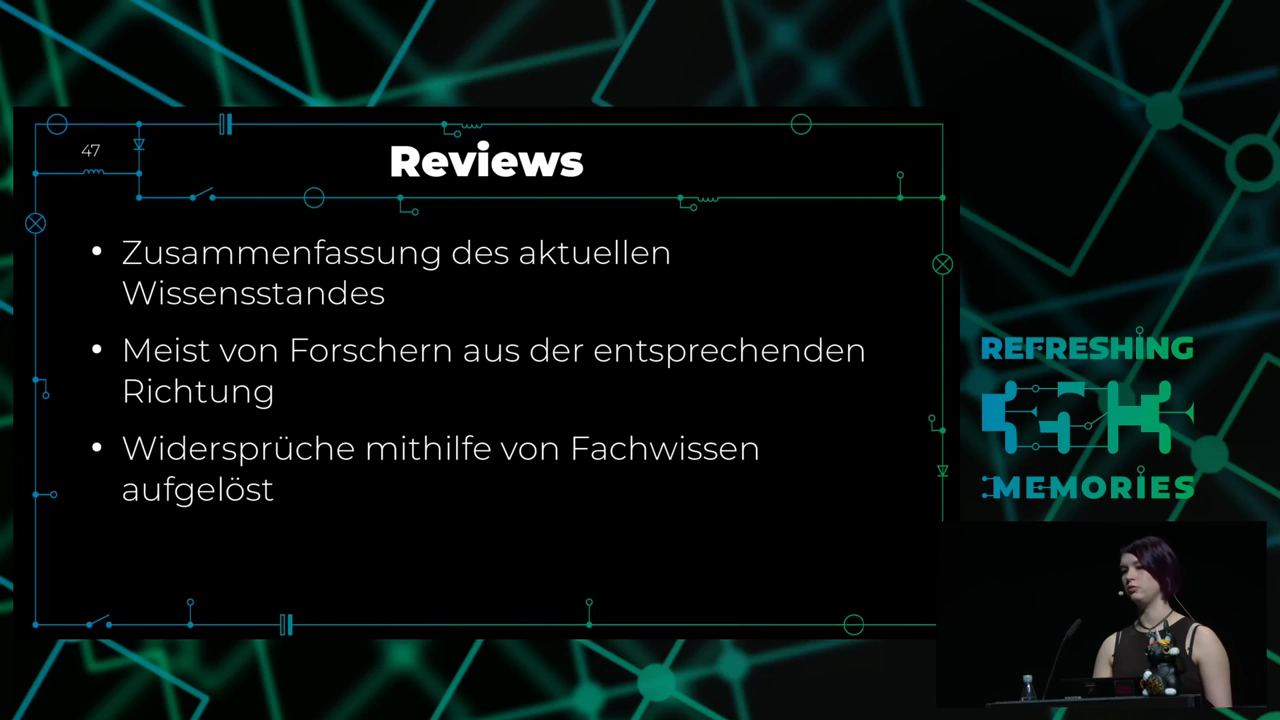 47
Reviews
• Zusammenfassung des aktuellen
Wissensstandes
• Meist von Forschern aus der entsprechenden
Richtung
• Widersprüche mithilfe von Fachwissen
aufgelöst
REFRESHING
35C3
MEMORIES